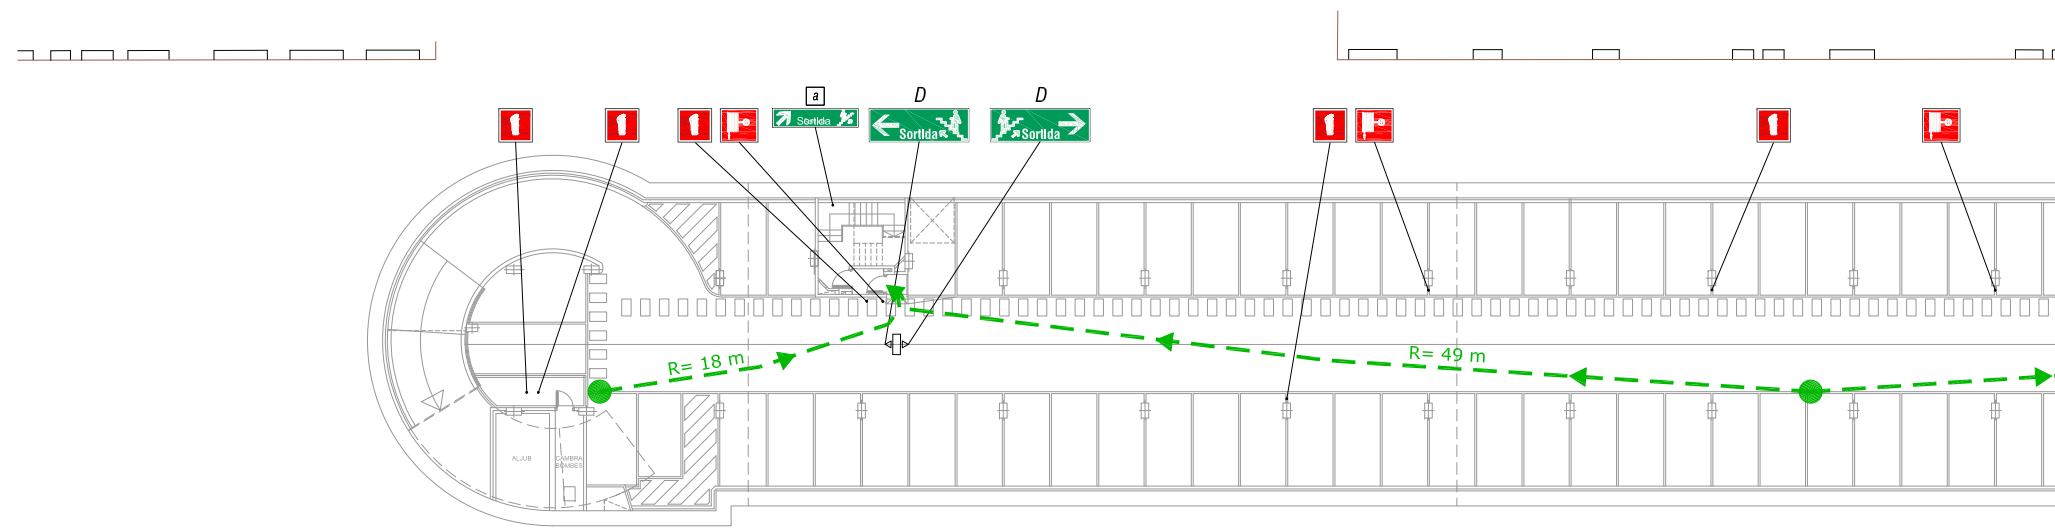 a
D
D
Sortida
Sortida
Sortida
R= 18 m
R= 49 m
ALJUB
CAMBRA
BOMBES